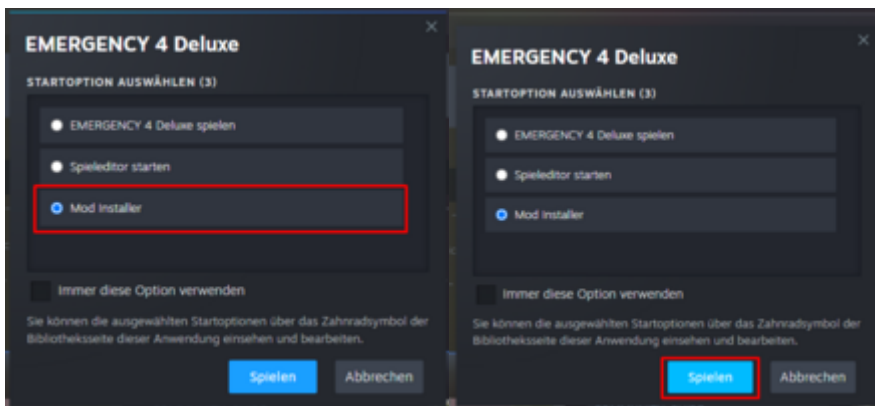 EMERGENCY 4 Deluxe
STARTOPTION AUSWÄHLEN (3)
EMERGENCY 4 Deluxe spielen
Spieleditor starten
Mod Installer
Immer diese Option verwenden
Sie können die ausgewählten Startoptionen über das Zahnradsymbol der
Bibliotheksseite dieser Anwendung einsehen und bearbeiten.
Spielen Abbrechen
EMERGENCY 4 Deluxe
STARTOPTION AUSWÄHLEN (3)
EMERGENCY 4 Deluxe spielen
Spieleditor starten
Mod Installer
Immer diese Option verwenden
Sie können die ausgewählten Startoptionen über das Zahnradsymbol der
Bibliotheksseite dieser Anwendung einsehen und bearbeiten.
Spielen Abbrechen